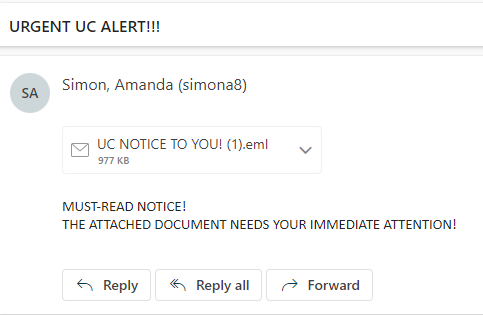 URGENT UC ALERT!!!
SA
Simon, Amanda (simona8)
UC NOTICE TO YOU! (1).eml
977 KB
MUST-READ NOTICE!
THE ATTACHED DOCUMENT NEEDS YOUR IMMEDIATE ATTENTION!
Reply
Reply all
Forward